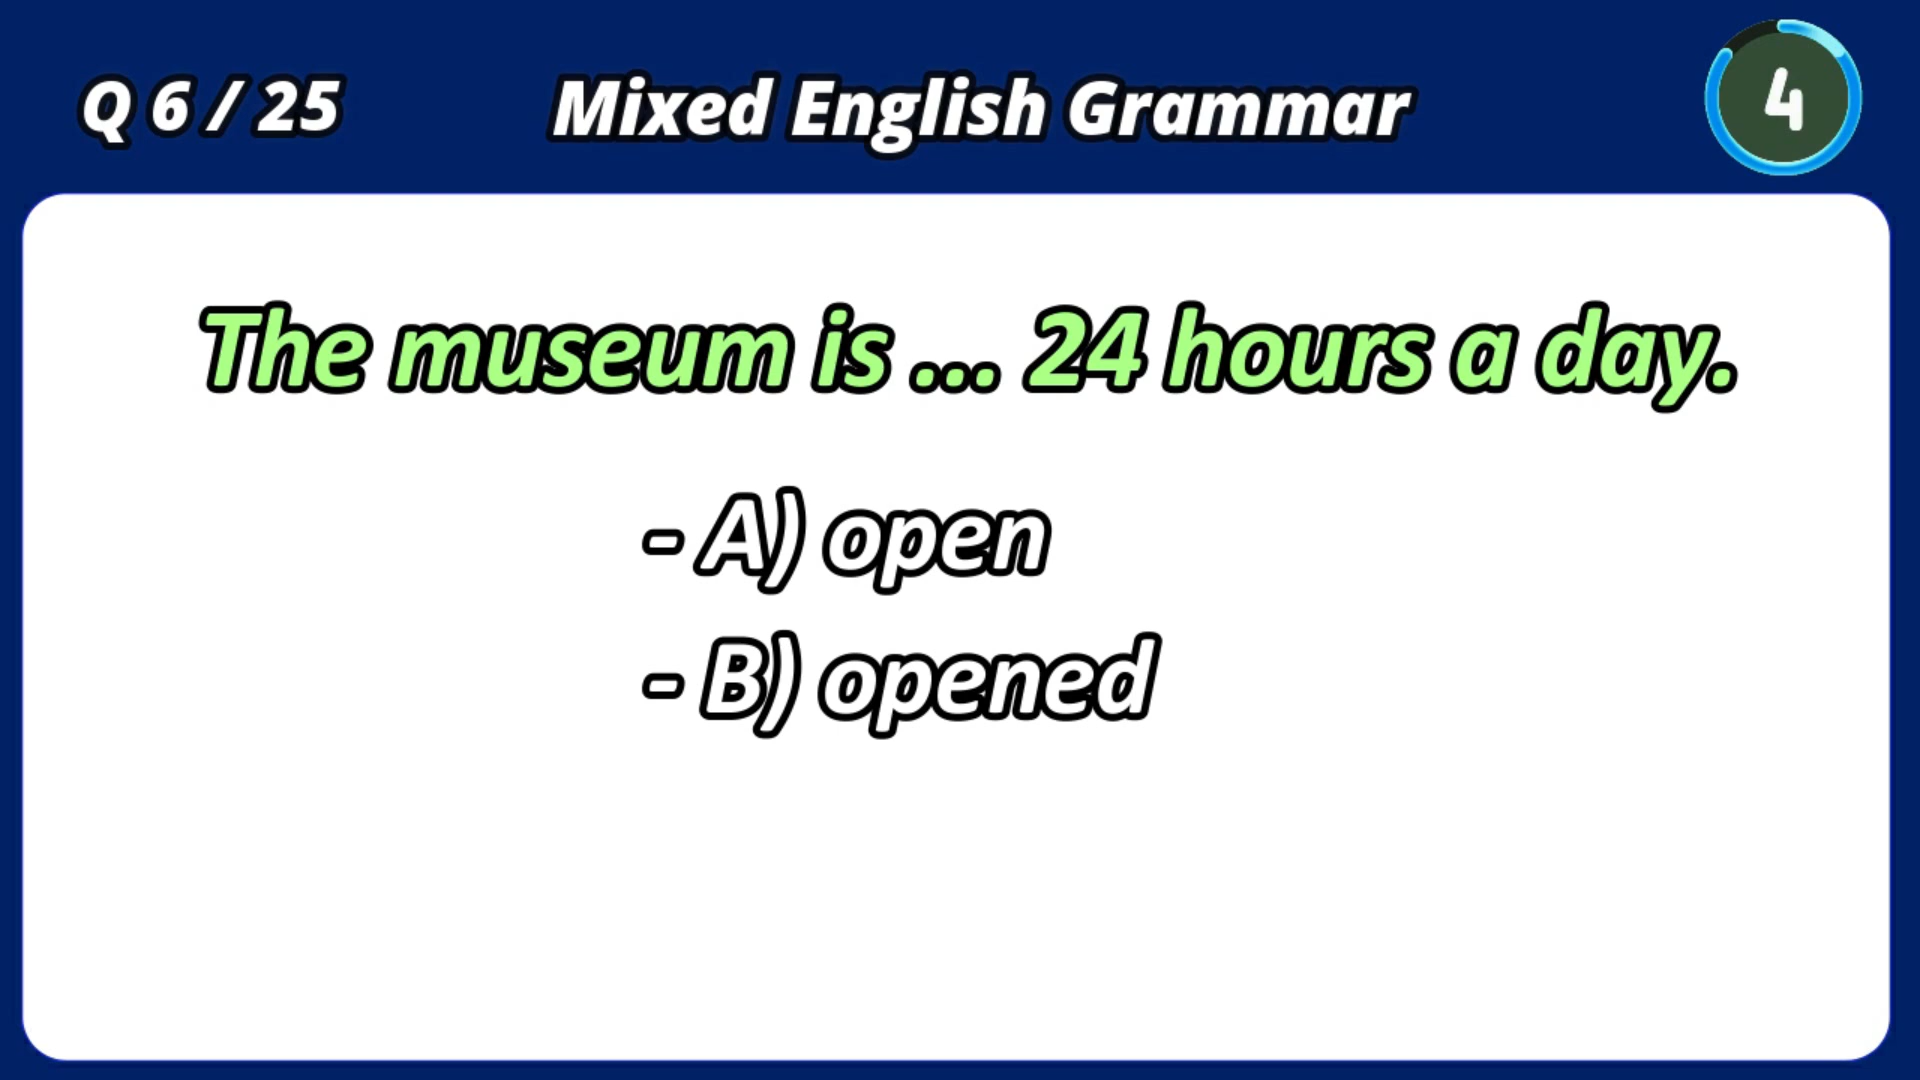 Q 6 / 25
Mixed English Grammar
4
The museum is ... 24 hours a day.
- A) open
- B) opened